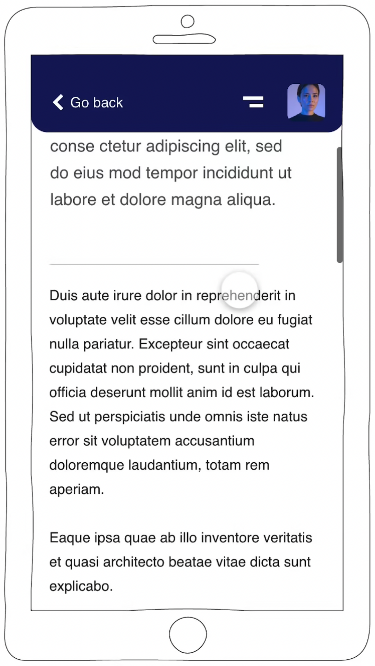 Go back
conse ctetur adipiscing elit, sed
do eius mod tempor incididunt ut
labore et dolore magna aliqua.
Duis aute irure dolor in reprehenderit in
voluptate velit esse cillum dolore eu fugiat
nulla pariatur. Excepteur sint occaecat
cupidatat non proident, sunt in culpa qui
officia deserunt mollit anim id est laborum.
Sed ut perspiciatis unde omnis iste natus
error sit voluptatem accusantium
doloremque laudantium, totam rem
aperiam.
Eaque ipsa quae ab illo inventore veritatis
et quasi architecto beatae vitae dicta sunt
explicabo.